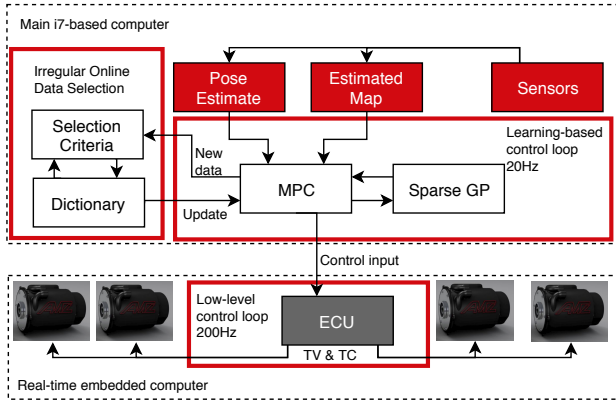 Main i7-based computer
Irregular Online
Data Selection
Pose
Estimate
Estimated
Map
Sensors
Selection
Criteria
New
data
Learning-based
control loop
20Hz
MPC
Sparse GP
Dictionary
Update
Control input
Low-level
control loop
200Hz
ECU
TV & TC
Real-time embedded computer